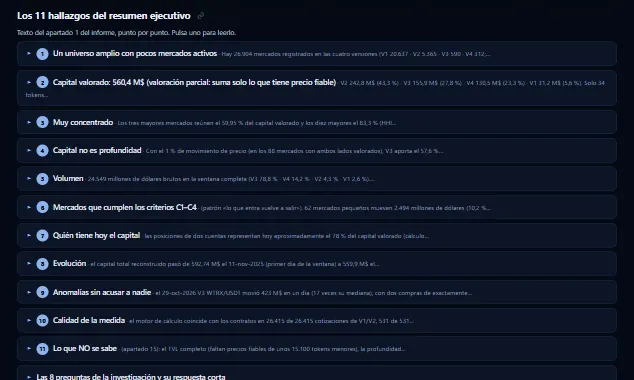 Los 11 hallazgos del resumen ejecutivo
Texto del apartado 1 del informe, punto por punto. Pulsa uno para leerlo.
1 Un universo amplio con pocos mercados activos · Hay 26.904 mercados registrados en las cuatro versiones (V1 20.637 · V2 5.365 · V3 590 · V4 312,...
2 Capital valorado: 560,4 M$ (valoración parcial: suma solo lo que tiene precio fiable) · V2 242,8 M$ (43,3 %) · V3 155,9 M$ (27,8 %) · V4 130,5 M$ (23,3 %) · V1 31,2 M$ (5,6 %). Solo 34
tokens...
3 Muy concentrado · Los tres mayores mercados reúnen el 59,95 % del capital valorado y los diez mayores el 83,3 % (HHI...
4 Capital no es profundidad · Con el 1 % de movimiento de precio (en los 88 mercados con ambos lados valorados), V3 aporta el 57,6 %...
5 Volumen · 24.549 millones de dólares brutos en la ventana completa (V3 78,8 % · V4 14,2 % · V2 4,3 % · V1 2,6 %)...
6 Mercados que cumplen los criterios C1–C4 · (patrón «lo que entra vuelve a salir»). 62 mercados pequeños mueven 2.494 millones de dólares (10,2 %...
7 Quién tiene hoy el capital · las posiciones de dos cuentas representan hoy aproximadamente el 78 % del capital valorado (cálculo...
8 Evolución · el capital total reconstruido pasó de 592,74 M$ el 11-nov-2025 (primer día de la ventana) a 559,9 M$ el...
9 Anomalías sin acusar a nadie · el 29-oct-2026 V3 WTRX/USDT movió 423 M$ en un día (17 veces su mediana), con dos compras de exactamente...
10 Calidad de la medida · el motor de cálculo coincide con los contratos en 26.415 de 26.415 cotizaciones de V1/V2, 531 de 531...
11 Lo que NO se sabe · (apartado 15): el TVL completo (faltan precios fiables de unos 15.100 tokens menores), la profundidad...
Las 8 preguntas de la investigación y su respuesta corta